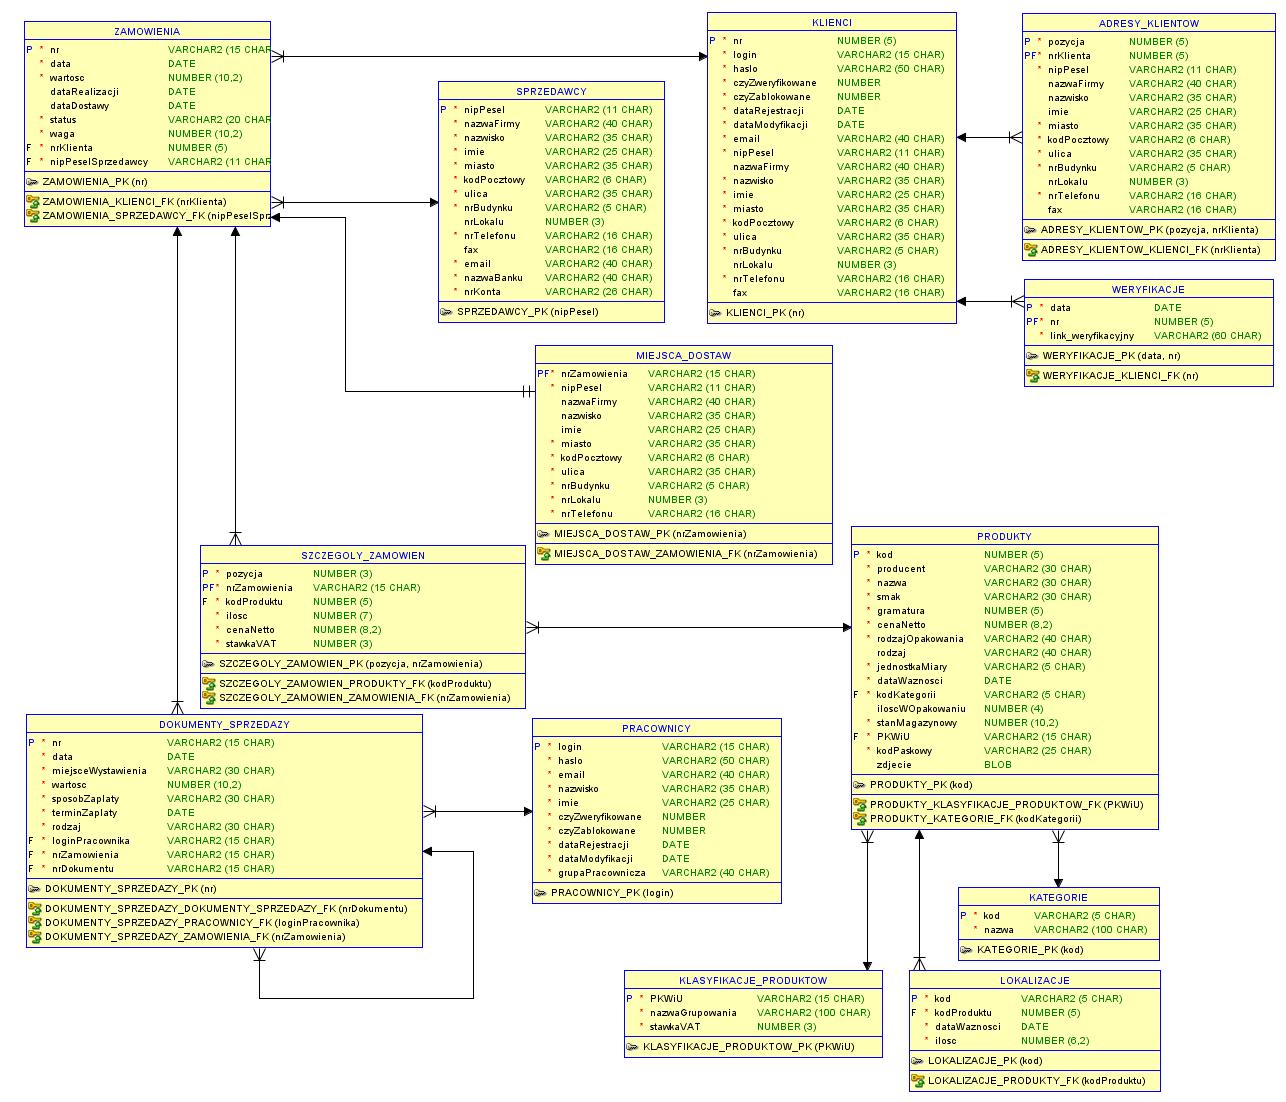 ZAMOWIENIA
P * nr VARCHAR2 (15 CHAR
* data DATE
* wartosc NUMBER (10,2)
dataRealizacji DATE
dataDostawy DATE
* status VARCHAR2 (20 CHAR
* waga NUMBER (10,2)
F * nrKlienta NUMBER (5)
F * nipPeselSprzedawcy VARCHAR2 (11 CHAR
ZAMOWIENIA_PK (nr)
ZAMOWIENIA_KLIENCI_FK (nrKlienta)
ZAMOWIENIA_SPRZEDAWCY_FK (nipPeselSpr
SPRZEDAWCY
P * nipPesel VARCHAR2 (11 CHAR)
* nazwaFirmy VARCHAR2 (40 CHAR)
* nazwisko VARCHAR2 (35 CHAR)
* imie VARCHAR2 (25 CHAR)
* miasto VARCHAR2 (35 CHAR)
* kodPocztowy VARCHAR2 (6 CHAR)
* ulica VARCHAR2 (35 CHAR)
* nrBudynku VARCHAR2 (5 CHAR)
nrLokalu NUMBER (3)
* nrTelefonu VARCHAR2 (16 CHAR)
fax VARCHAR2 (16 CHAR)
* email VARCHAR2 (40 CHAR)
* nazwaBanku VARCHAR2 (40 CHAR)
* nrKonta VARCHAR2 (26 CHAR)
SPRZEDAWCY_PK (nipPesel)
KLIENCI
P * nr NUMBER (5)
* login VARCHAR2 (15 CHAR)
* haslo VARCHAR2 (50 CHAR)
* czyZweryfikowane NUMBER
* czyZablokowane NUMBER
* dataRejestracji DATE
* dataModyfikacji DATE
* email VARCHAR2 (40 CHAR)
* nipPesel VARCHAR2 (11 CHAR)
nazwaFirmy VARCHAR2 (40 CHAR)
* nazwisko VARCHAR2 (35 CHAR)
* imie VARCHAR2 (25 CHAR)
* miasto VARCHAR2 (35 CHAR)
* kodPocztowy VARCHAR2 (6 CHAR)
* ulica VARCHAR2 (35 CHAR)
* nrBudynku VARCHAR2 (5 CHAR)
nrLokalu NUMBER (3)
* nrTelefonu VARCHAR2 (16 CHAR)
fax VARCHAR2 (16 CHAR)
KLIENCI_PK (nr)
ADRESY_KLIENTOW
P * pozycja NUMBER (5)
PF* nrKlienta NUMBER (5)
* nipPesel VARCHAR2 (11 CHAR)
nazwaFirmy VARCHAR2 (40 CHAR)
nazwisko VARCHAR2 (35 CHAR)
imie VARCHAR2 (25 CHAR)
* miasto VARCHAR2 (35 CHAR)
* kodPocztowy VARCHAR2 (6 CHAR)
* ulica VARCHAR2 (35 CHAR)
* nrBudynku VARCHAR2 (5 CHAR)
nrLokalu NUMBER (3)
* nrTelefonu VARCHAR2 (16 CHAR)
fax VARCHAR2 (16 CHAR)
ADRESY_KLIENTOW_PK (pozycja, nrKlienta)
ADRESY_KLIENTOW_KLIENCI_FK (nrKlienta)
WERYFIKACJE
P * data DATE
PF* nr NUMBER (5)
* link_weryfikacyjny VARCHAR2 (60 CHAR)
WERYFIKACJE_PK (data, nr)
WERYFIKACJE_KLIENCI_FK (nr)
MIEJSCA_DOSTAW
PF* nrZamowienia VARCHAR2 (15 CHAR)
* nipPesel VARCHAR2 (11 CHAR)
nazwaFirmy VARCHAR2 (40 CHAR)
nazwisko VARCHAR2 (35 CHAR)
imie VARCHAR2 (25 CHAR)
* miasto VARCHAR2 (35 CHAR)
* kodPocztowy VARCHAR2 (6 CHAR)
* ulica VARCHAR2 (35 CHAR)
* nrBudynku VARCHAR2 (5 CHAR)
* nrLokalu NUMBER (3)
* nrTelefonu VARCHAR2 (16 CHAR)
MIEJSCA_DOSTAW_PK (nrZamowienia)
MIEJSCA_DOSTAW_ZAMOWIENIA_FK (nrZamowienia)
SZCZEGOLY_ZAMOWIEN
P * pozycja NUMBER (3)
PF* nrZamowienia VARCHAR2 (15 CHAR)
F * kodProduktu NUMBER (5)
* ilosc NUMBER (7)
* cenaNetto NUMBER (8,2)
* stawkaVAT NUMBER (3)
SZCZEGOLY_ZAMOWIEN_PK (pozycja, nrZamowienia)
SZCZEGOLY_ZAMOWIEN_PRODUKTY_FK (kodProduktu)
SZCZEGOLY_ZAMOWIEN_ZAMOWIENIA_FK (nrZamowienia)
PRODUKTY
P * kod NUMBER (5)
* producent VARCHAR2 (30 CHAR)
* nazwa VARCHAR2 (30 CHAR)
* smak VARCHAR2 (30 CHAR)
* gramatura NUMBER (5)
* cenaNetto NUMBER (8,2)
* rodzajOpakowania VARCHAR2 (40 CHAR)
rodzaj VARCHAR2 (40 CHAR)
* jednostkaMiary VARCHAR2 (5 CHAR)
* dataWaznosci DATE
F * kodKategorii VARCHAR2 (5 CHAR)
* iloscWOpakowaniu NUMBER (4)
* stanMagazynowy NUMBER (10,2)
F * PKWiU VARCHAR2 (15 CHAR)
* kodPaskowy VARCHAR2 (25 CHAR)
zdjecie BLOB
PRODUKTY_PK (kod)
PRODUKTY_KLASYFIKACJE_PRODUKTOW_FK (PKWiU)
PRODUKTY_KATEGORIE_FK (kodKategorii)
DOKUMENTY_SPRZEDAZY
P * nr VARCHAR2 (15 CHAR)
* data DATE
* miejsceWystawienia VARCHAR2 (30 CHAR)
* wartosc NUMBER (10,2)
* sposobZaplaty VARCHAR2 (30 CHAR)
* terminZaplaty DATE
* rodzaj VARCHAR2 (30 CHAR)
F * loginPracownika VARCHAR2 (15 CHAR)
F * nrZamowienia VARCHAR2 (15 CHAR)
F * nrDokumentu VARCHAR2 (15 CHAR)
DOKUMENTY_SPRZEDAZY_PK (nr)
DOKUMENTY_SPRZEDAZY_DOKUMENTY_SPRZEDAZY_FK (nrDokumentu)
DOKUMENTY_SPRZEDAZY_PRACOWNICY_FK (loginPracownika)
DOKUMENTY_SPRZEDAZY_ZAMOWIENIA_FK (nrZamowienia)
PRACOWNICY
P * login VARCHAR2 (15 CHAR)
* haslo VARCHAR2 (50 CHAR)
* email VARCHAR2 (40 CHAR)
* nazwisko VARCHAR2 (35 CHAR)
* imie VARCHAR2 (25 CHAR)
* czyZweryfikowane NUMBER
* czyZablokowane NUMBER
* dataRejestracji DATE
* dataModyfikacji DATE
* grupaPracownicza VARCHAR2 (40 CHAR)
PRACOWNICY_PK (login)
KATEGORIE
P * kod VARCHAR2 (5 CHAR)
* nazwa VARCHAR2 (100 CHAR)
KATEGORIE_PK (kod)
KLASYFIKACJE_PRODUKTOW
P * PKWiU VARCHAR2 (15 CHAR)
* nazwaGrupowania VARCHAR2 (100 CHAR)
* stawkaVAT NUMBER (3)
KLASYFIKACJE_PRODUKTOW_PK (PKWiU)
LOKALIZACJE
P * kod VARCHAR2 (5 CHAR)
F * kodProduktu NUMBER (5)
* dataWaznosci DATE
* ilosc NUMBER (6,2)
LOKALIZACJE_PK (kod)
LOKALIZACJE_PRODUKTY_FK (kodProduktu)